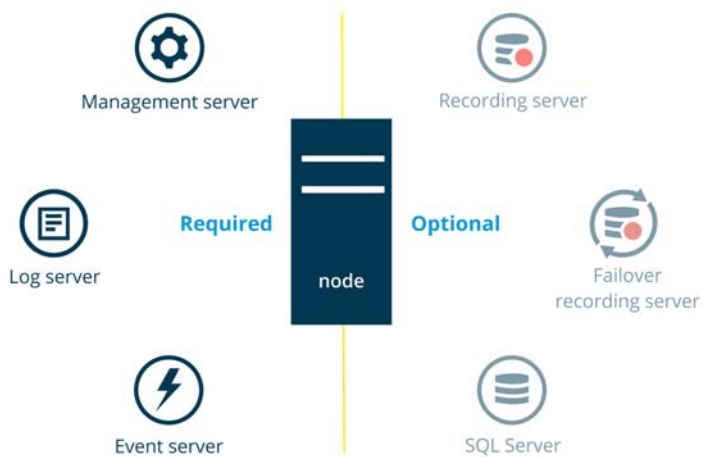 Management server
Recording server
Required
Optional
Log server
node
Failover
recording server
Event server
SQL Server